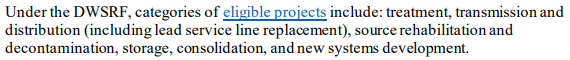 Under the DWSRF, categories of eligible projects include: treatment, transmission and
distribution (including lead service line replacement), source rehabilitation and
decontamination, storage, consolidation, and new systems development.